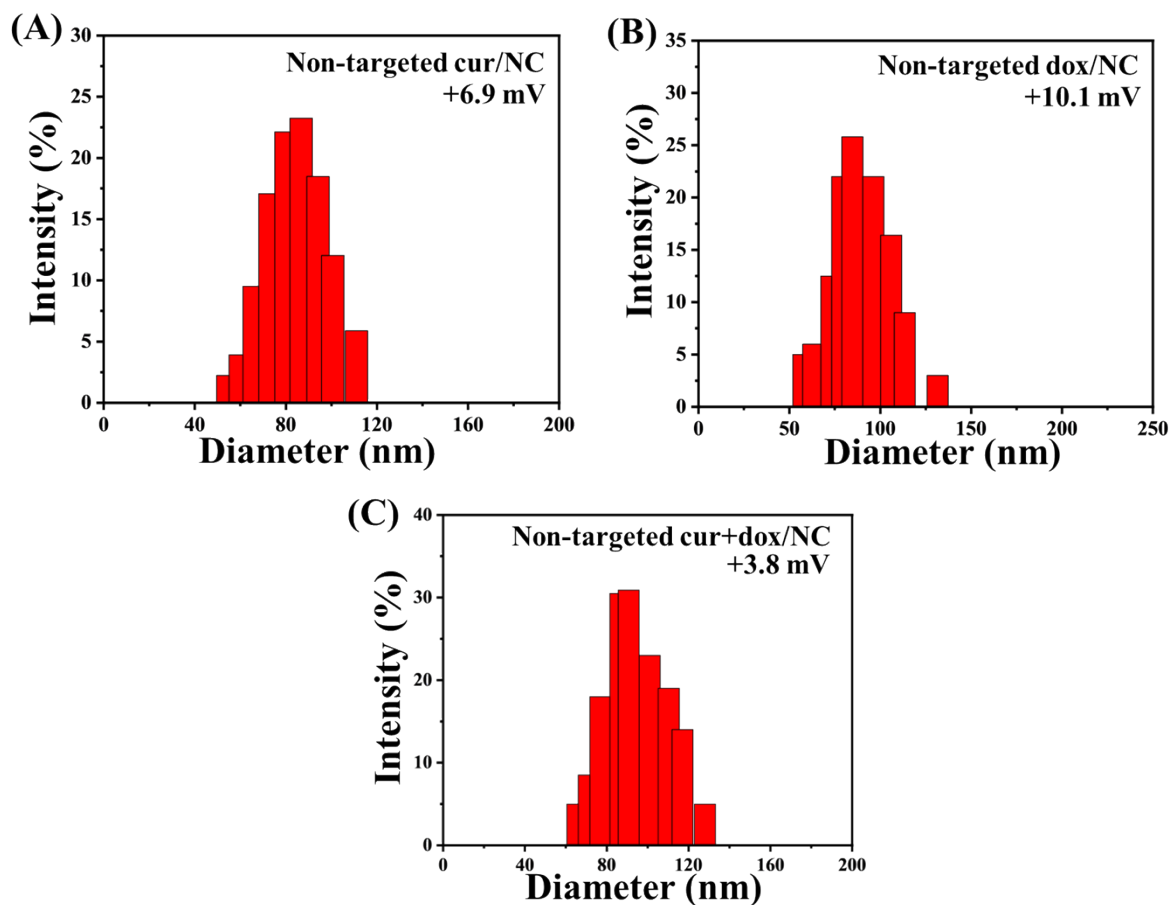 (A)
Non-targeted cur/NC
+6.9 mV
Intensity (%)
30
25
20
15
10
5
0
0 40 80 120 160 200
Diameter (nm)
(B)
Non-targeted dox/NC
+10.1 mV
Intensity (%)
35
30
25
20
15
10
5
0
0 50 100 150 200 250
Diameter (nm)
(C)
Non-targeted cur+dox/NC
+3.8 mV
Intensity (%)
40
30
20
10
0
0 40 80 120 160 200
Diameter (nm)